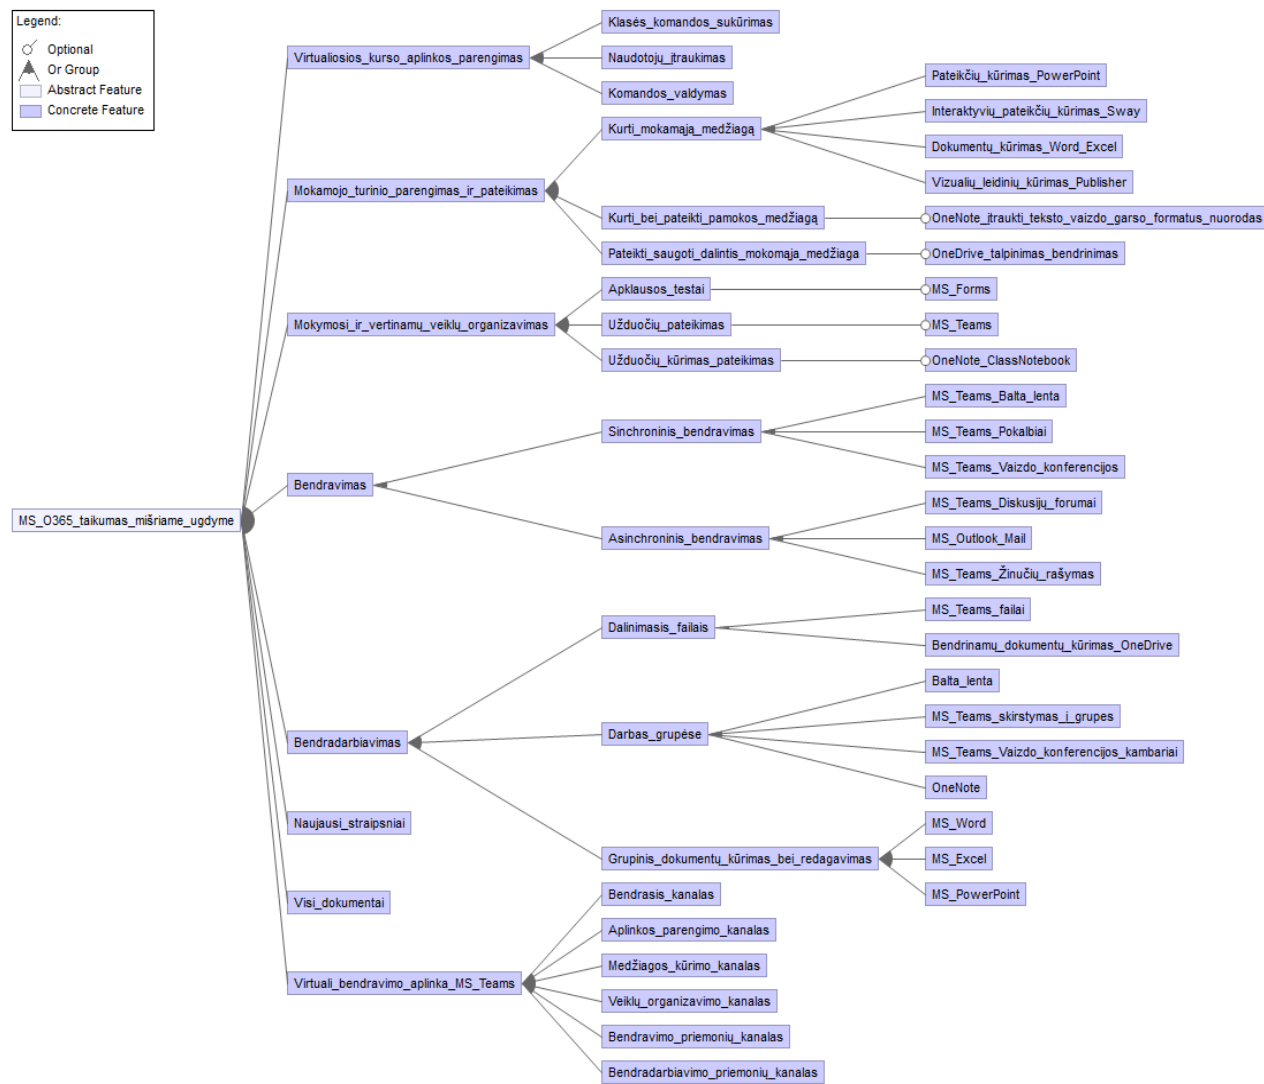 Legend:
Optional
Or Group
Abstract Feature
Concrete Feature
MS_O365_taikumas_mišriame_ugdyme
Virtualiosios_kurso_aplinkos_parengimas
Klasės_komandos_sukūrimas
Naudotojų_įtraukimas
Komandos_valdymas
Mokamojo_turinio_parengimas_ir_pateikimas
Kurti_mokamąja_medžiagą
Pateikčių_kūrimas_PowerPoint
Interaktyvių_pateikčių_kūrimas_Sway
Dokumentų_kūrimas_Word_Excel
Vizualių_leidinių_kūrimas_Publisher
Kurti_bei_pateikti_pamokos_medžiagą
OneNote_įtraukti_teksto_vaizdo_garso_formatus_nuorodas
Pateikti_saugoti_dalintis_mokomąja_medžiaga
OneDrive_talpinimas_bendrinimas
Mokymosi_ir_vertinamų_veiklų_organizavimas
Apklausos_testai
MS_Forms
Užduočių_pateikimas
MS_Teams
Užduočių_kūrimas_pateikimas
OneNote_ClassNotebook
Bendravimas
Sinchroninis_bendravimas
MS_Teams_Balta_lenta
MS_Teams_Pokalbiai
MS_Teams_Vaizdo_konferencijos
Asinchroninis_bendravimas
MS_Teams_Diskusijų_forumai
MS_Outlook_Mail
MS_Teams_Žinučių_rašymas
Bendradarbiavimas
Dalinimasis_failais
MS_Teams_failai
Bendrinamų_dokumentų_kūrimas_OneDrive
Darbas_grupėse
Balta_lenta
MS_Teams_skirstymas_į_grupes
MS_Teams_Vaizdo_konferencijos_kambariai
OneNote
Grupinis_dokumentų_kūrimas_bei_redagavimas
MS_Word
MS_Excel
MS_PowerPoint
Naujausi_straipsniai
Visi_dokumentai
Virtuali_bendravimo_aplinka_MS_Teams
Bendrasis_kanalas
Aplinkos_parengimo_kanalas
Medžiagos_kūrimo_kanalas
Veiklų_organizavimo_kanalas
Bendravimo_priemonių_kanalas
Bendradarbiavimo_priemonių_kanalas